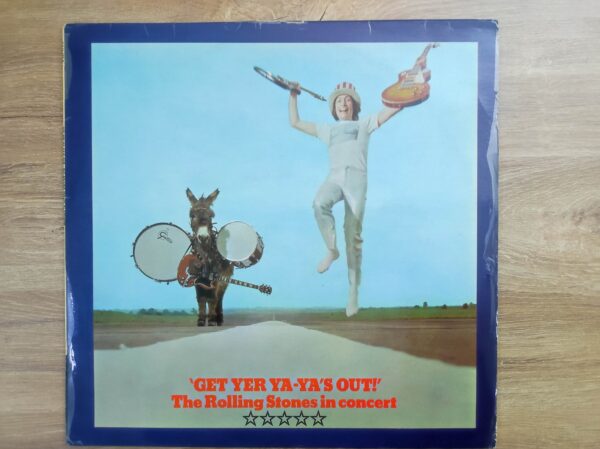 'GET YER YA-YA'S OUT!'
The Rolling Stones in concert